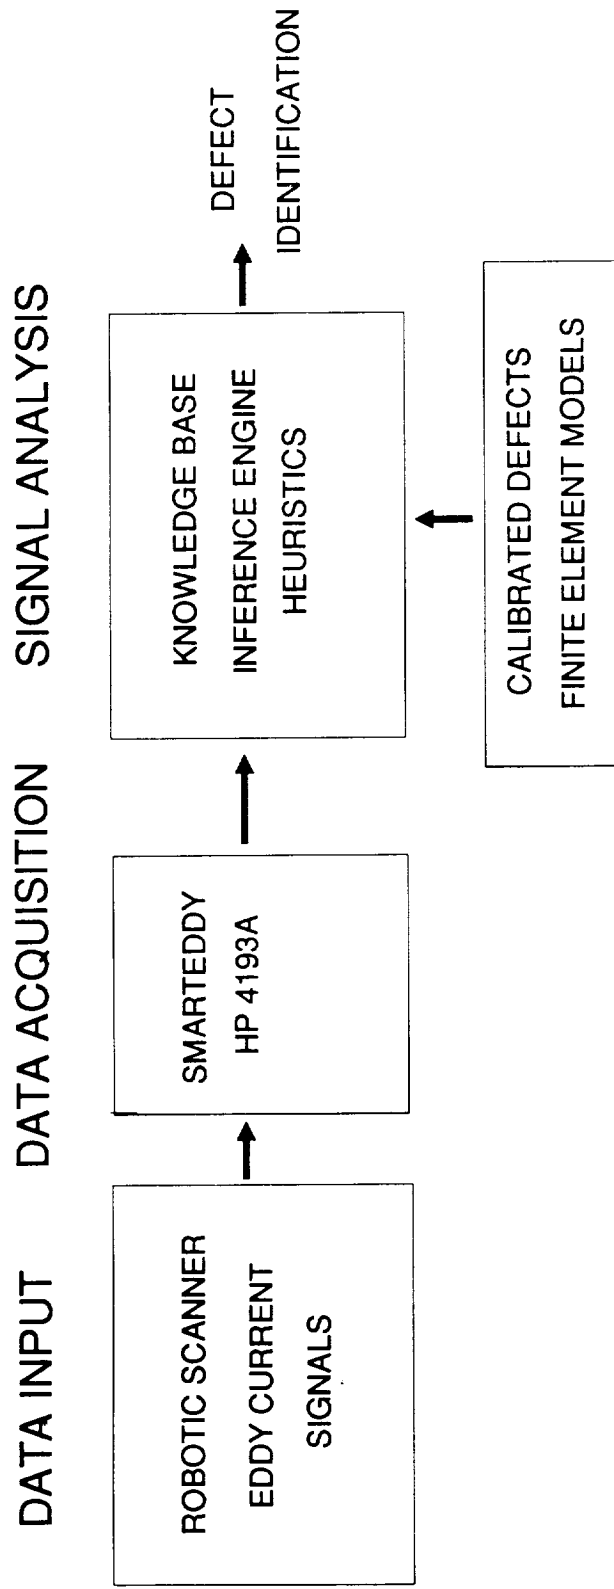 DATA INPUT
DATA ACQUISITION
SIGNAL ANALYSIS
ROBOTIC SCANNER
EDDY CURRENT
SIGNALS
SMARTEDDY
HP 4193A
KNOWLEDGE BASE
INFERENCE ENGINE
HEURISTICS
DEFECT
IDENTIFICATION
CALIBRATED DEFECTS
FINITE ELEMENT MODELS